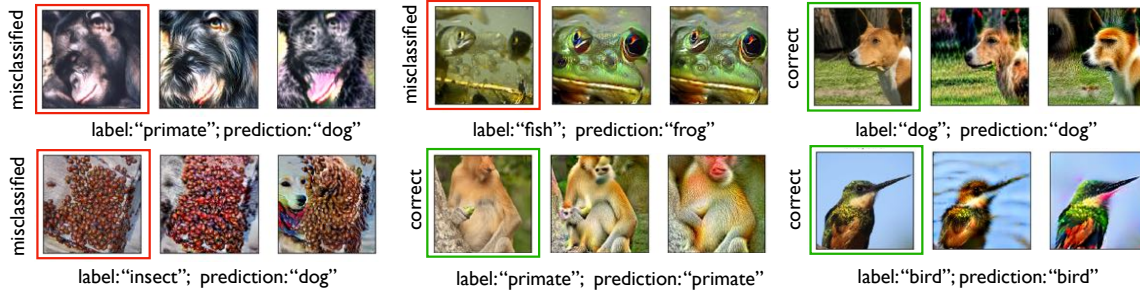 misclassified
label:"primate"; prediction:"dog"
misclassified
label:"fish"; prediction:"frog"
correct
label:"dog"; prediction:"dog"
misclassified
label:"insect"; prediction:"dog"
correct
label:"primate"; prediction:"primate"
correct
label:"bird"; prediction:"bird"